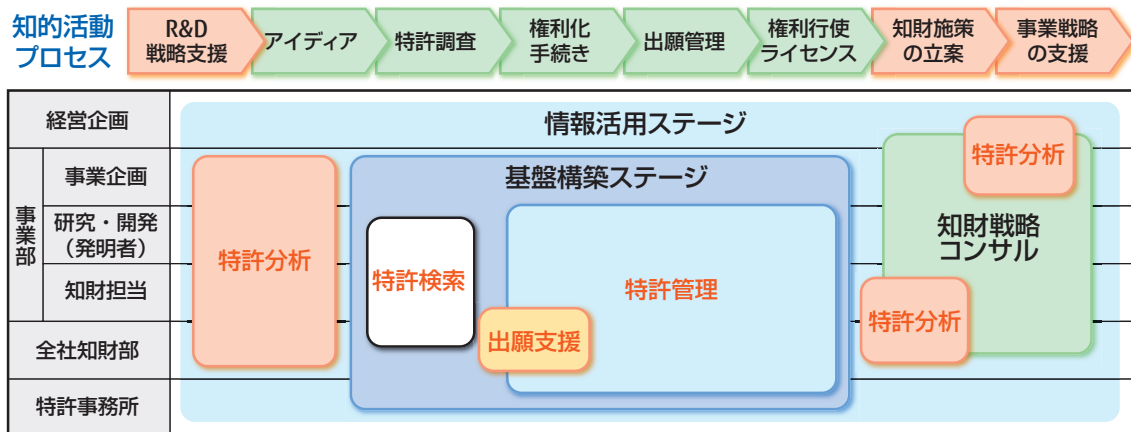 知的活動
プロセス
R&D
戦略支援
アイディア
特許調査
権利化
手続き
出願管理
権利行使
ライセンス
知財施策
の立案
事業戦略
の支援
経営企画
情報活用ステージ
特許分析
事業部
事業企画
基盤構築ステージ
研究・開発
（発明者）
知財戦略
コンサル
特許分析
特許検索
知財担当
特許管理
特許分析
出願支援
全社知財部
特許事務所